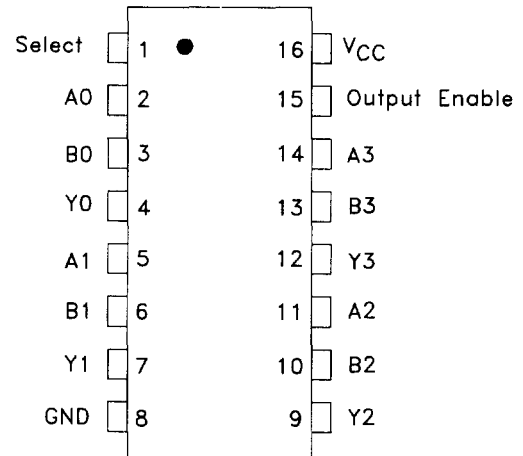 Select 1 16 VCC
A0 2 15 Output Enable
B0 3 14 A3
Y0 4 13 B3
A1 5 12 Y3
B1 6 11 A2
Y1 7 10 B2
GND 8 9 Y2